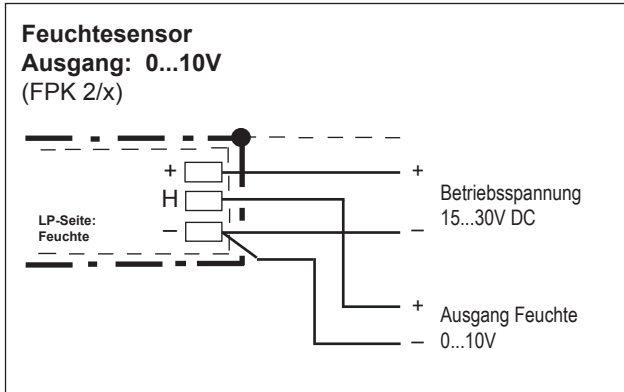 Feuchtesensor
Ausgang: 0...10V
(FPK 2/x)
+
H
–
LP-Seite:
Feuchte
+
Betriebsspannung
15...30V DC
–
+
Ausgang Feuchte
– 0...10V